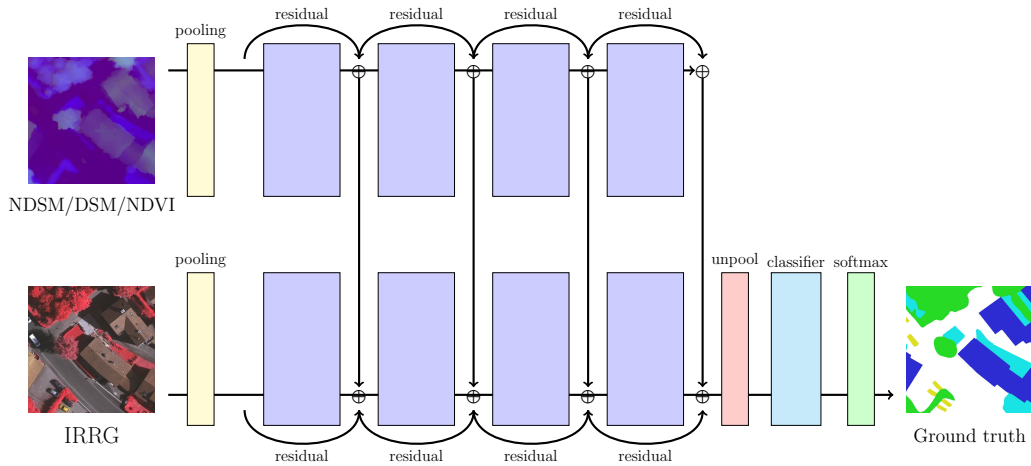 residual residual residual residual
pooling
NDSM/DSM/NDVI
pooling
unpool classifier softmax
IRRG
Ground truth
residual residual residual residual